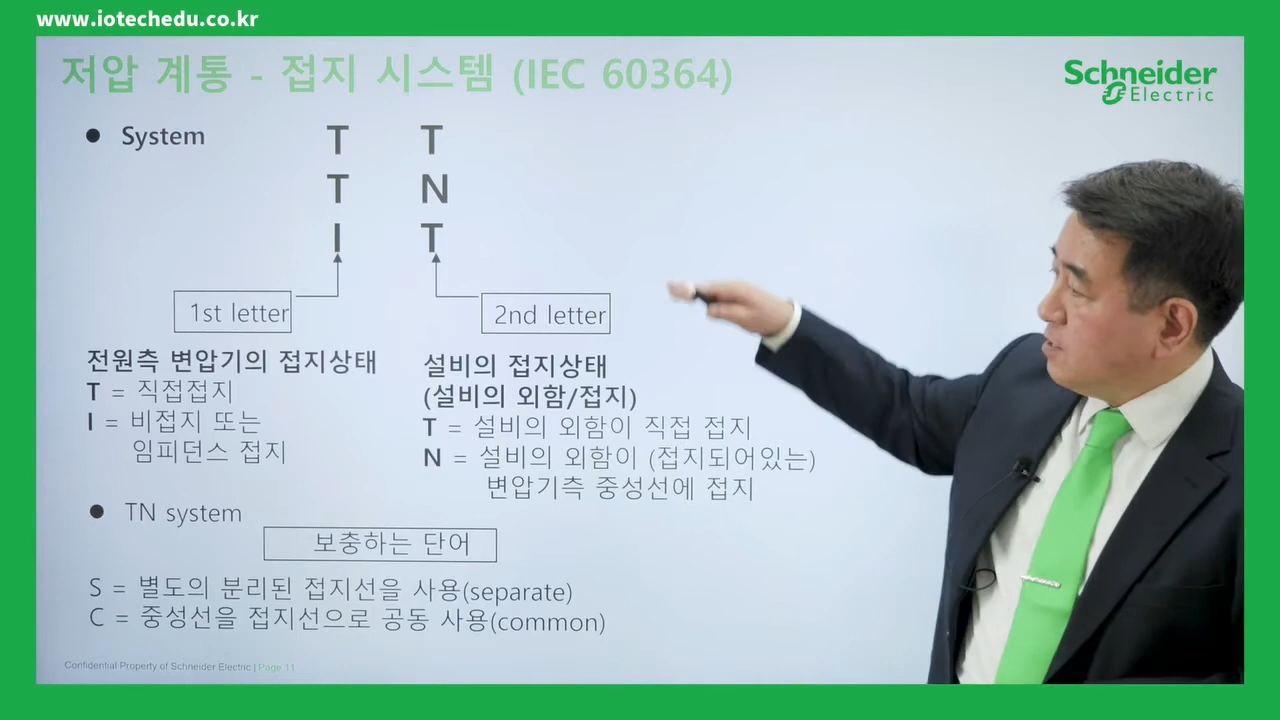 www.iotechedu.co.kr
저압 계통 - 접지 시스템 (IEC 60364)
Schneider
Electric
● System
T T
T N
I T
1st letter
2nd letter
전원측 변압기의 접지상태
T = 직접접지
I = 비접지 또는
임피던스 접지
설비의 접지상태
(설비의 외함/접지)
T = 설비의 외함이 직접 접지
N = 설비의 외함이 (접지되어있는)
변압기측 중성선에 접지
● TN system
보충하는 단어
S = 별도의 분리된 접지선을 사용(separate)
C = 중성선을 접지선으로 공동 사용(common)
Confidential Property of Schneider Electric | Page 11